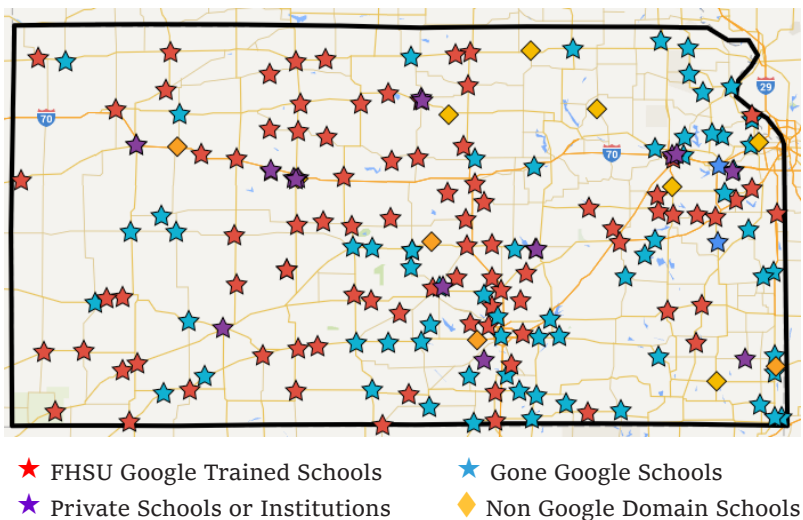 29
70
70
FHSU Google Trained Schools
Gone Google Schools
Private Schools or Institutions
Non Google Domain Schools